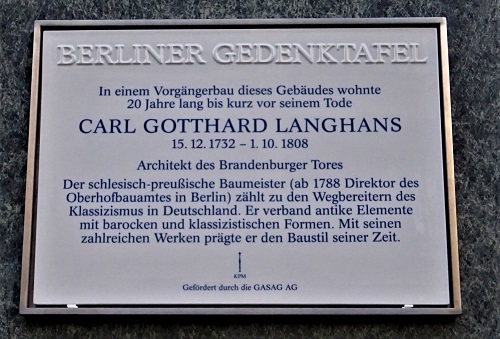 BERLINER GEDENKTAFEL
In einem Vorgängerbau dieses Gebäudes wohnte
20 Jahre lang bis kurz vor seinem Tode
CARL GOTTHARD LANGHANS
15. 12. 1732 – 1. 10. 1808
Architekt des Brandenburger Tores
Der schlesisch-preußische Baumeister (ab 1788 Direktor des
Oberhofbauamtes in Berlin) zählt zu den Wegbereitern des
Klassizismus in Deutschland. Er verband antike Elemente
mit barocken und klassizistischen Formen. Mit seinen
zahlreichen Werken prägte er den Baustil seiner Zeit.
KPM
Gefördert durch die GASAG AG